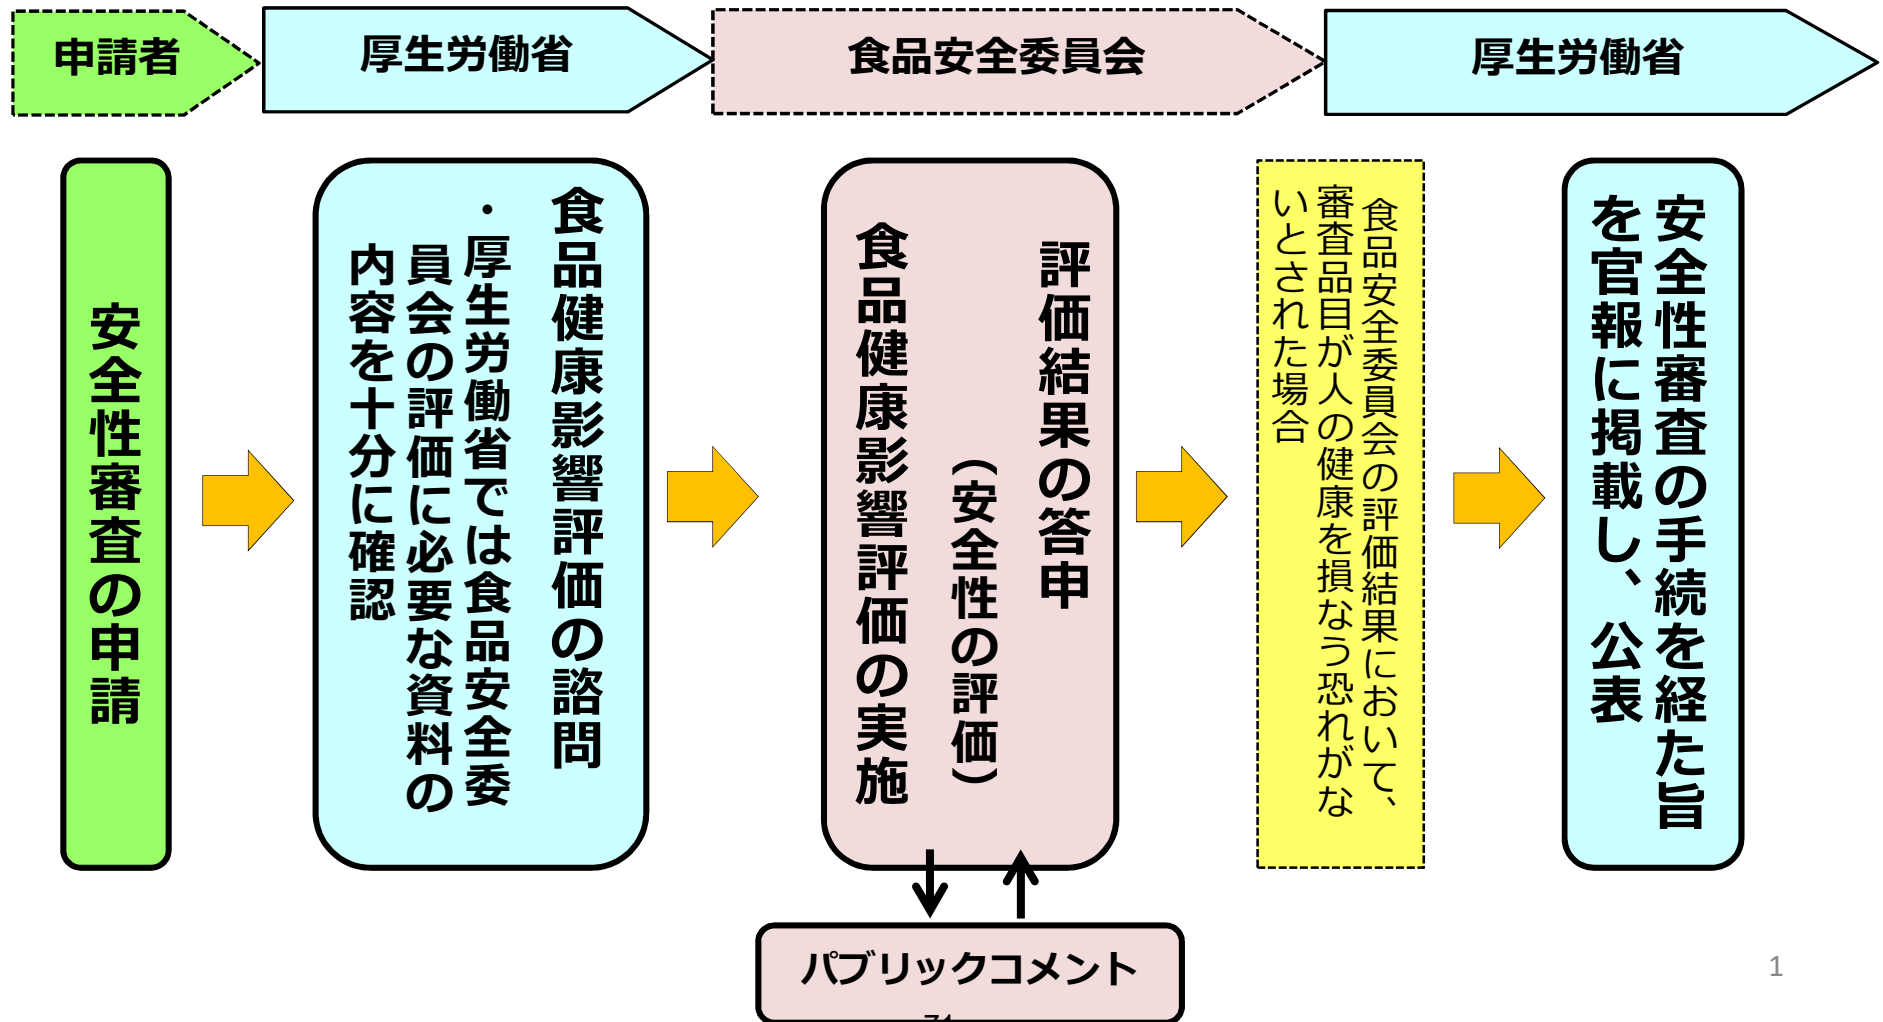 申請者
厚生労働省
食品安全委員会
厚生労働省
安全性審査の申請
食品健康影響評価の諮問
・厚生労働省では食品安全委
員会の評価に必要な資料の
内容を十分に確認
評価結果の答申
（安全性の評価）
食品健康影響評価の実施
食品安全委員会の評価結果において、
審査品目が人の健康を損なう恐れがな
いとされた場合
安全性審査の手続を経た旨
を官報に掲載し、公表
パブリックコメント
1